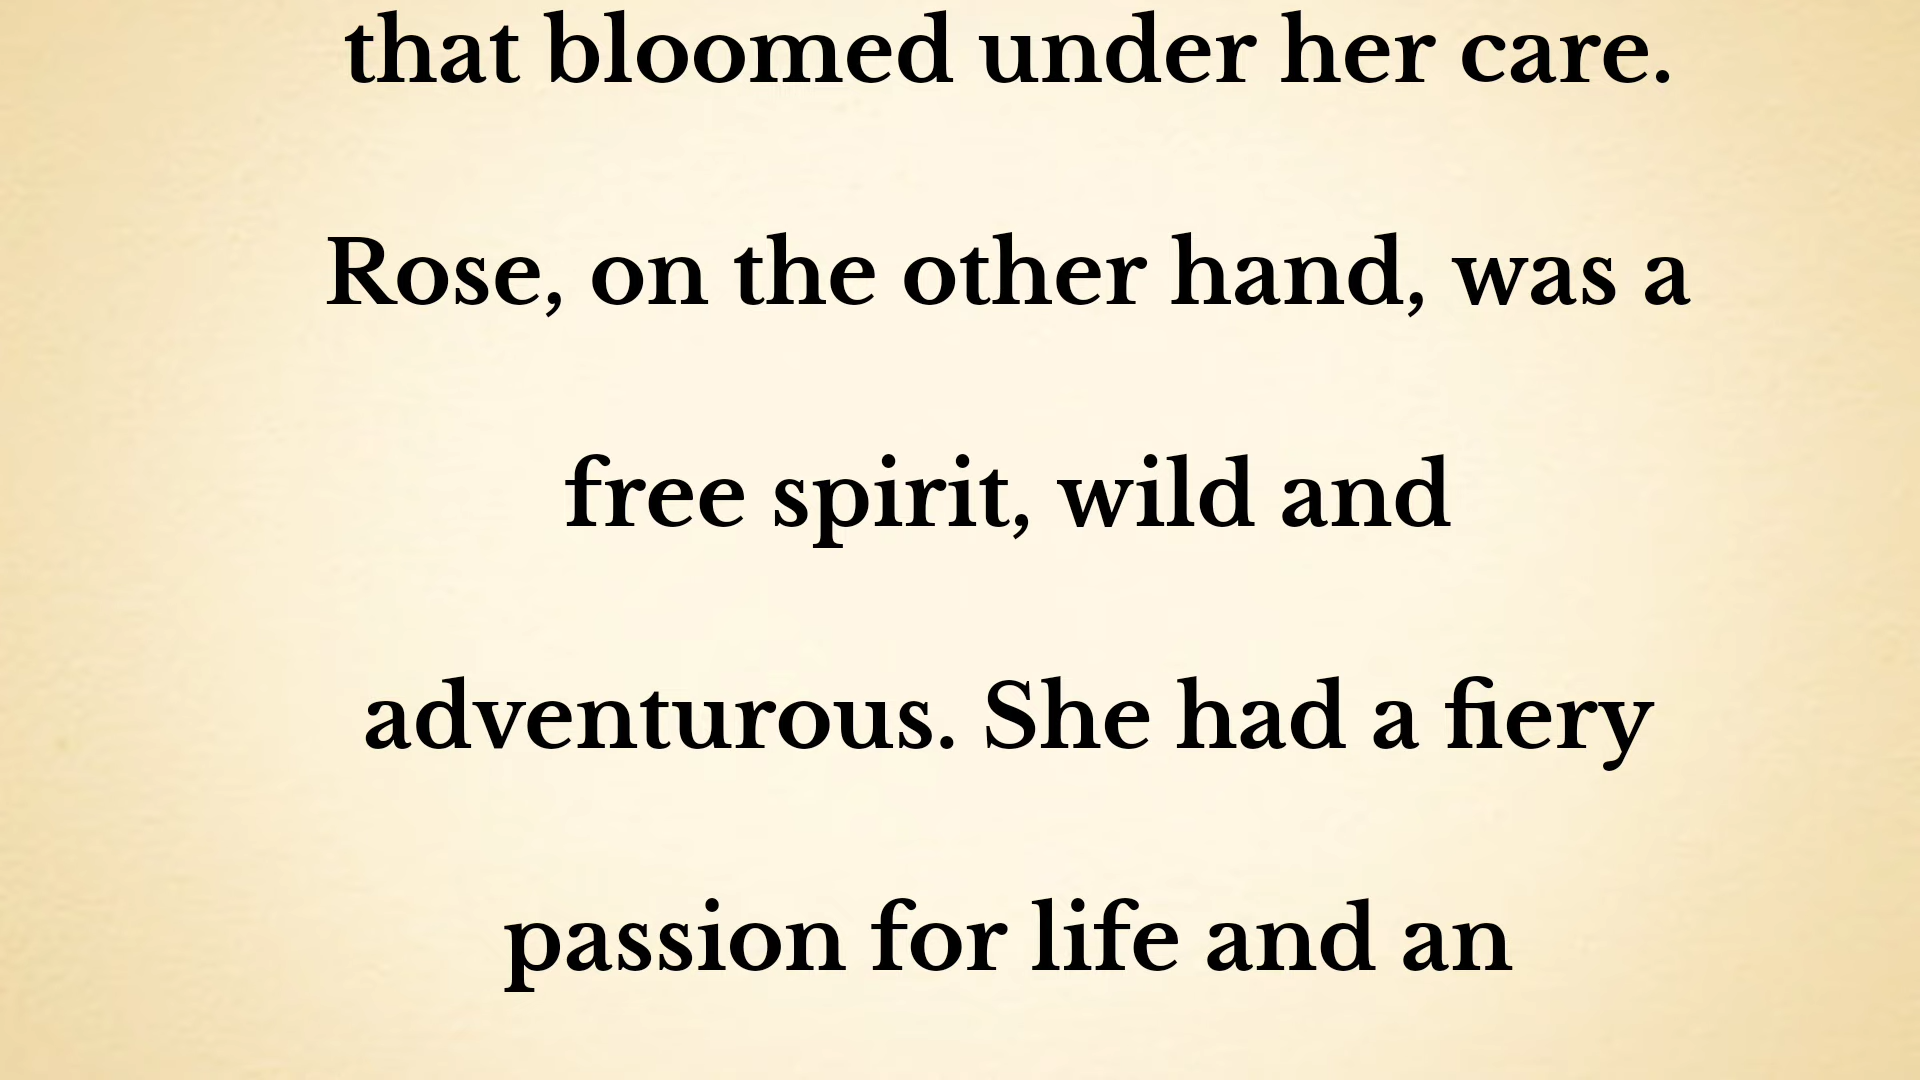 that bloomed under her care.
Rose, on the other hand, was a
free spirit, wild and
adventurous. She had a fiery
passion for life and an